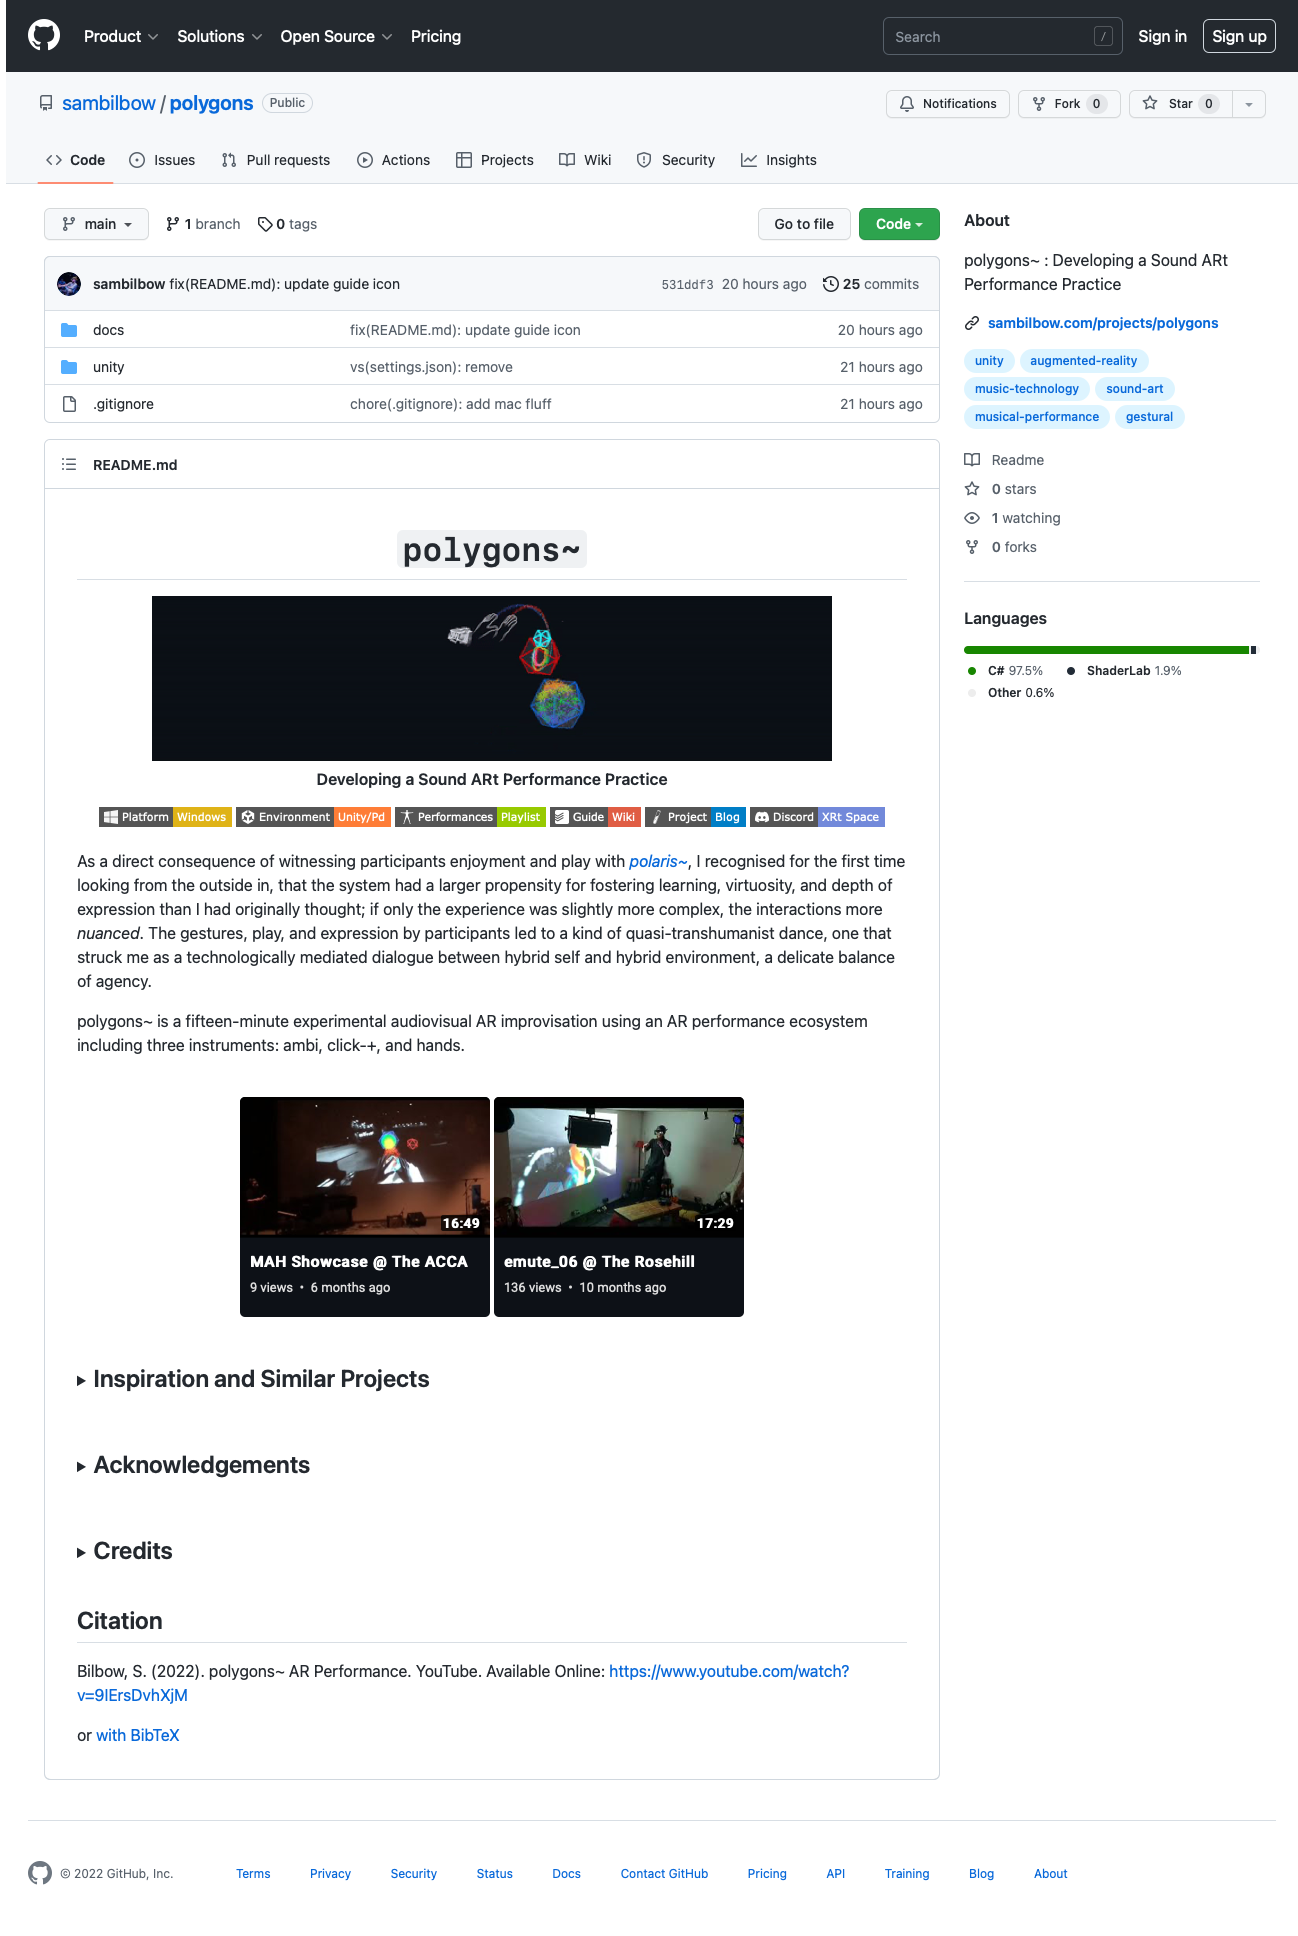 Product Solutions Open Source Pricing Search / Sign in Sign up
sambilbow / polygons Public Notifications Fork 0 Star 0
Code Issues Pull requests Actions Projects Wiki Security Insights
main 1 branch 0 tags Go to file Code
sambilbow fix(README.md): update guide icon 531ddf3 20 hours ago 25 commits
docs fix(README.md): update guide icon 20 hours ago
unity vs(settings.json): remove 21 hours ago
.gitignore chore(.gitignore): add mac fluff 21 hours ago
README.md
polygons~
Developing a Sound ARt Performance Practice
Platform Windows Environment Unity/Pd Performances Playlist Guide Wiki Project Blog Discord XRt Space
As a direct consequence of witnessing participants enjoyment and play with polaris~, I recognised for the first time
looking from the outside in, that the system had a larger propensity for fostering learning, virtuosity, and depth of
expression than I had originally thought; if only the experience was slightly more complex, the interactions more
nuanced. The gestures, play, and expression by participants led to a kind of quasi-transhumanist dance, one that
struck me as a technologically mediated dialogue between hybrid self and hybrid environment, a delicate balance
of agency.
polygons~ is a fifteen-minute experimental audiovisual AR improvisation using an AR performance ecosystem
including three instruments: ambi, click-+, and hands.
16:49 17:29
MAH Showcase @ The ACCA emute_06 @ The Rosehill
9 views • 6 months ago 136 views • 10 months ago
Inspiration and Similar Projects
Acknowledgements
Credits
Citation
Bilbow, S. (2022). polygons~ AR Performance. YouTube. Available Online: https://www.youtube.com/watch?
v=9IErsDvhXjM
or with BibTeX
About
polygons~ : Developing a Sound ARt
Performance Practice
sambilbow.com/projects/polygons
unity augmented-reality
music-technology sound-art
musical-performance gestural
Readme
0 stars
1 watching
0 forks
Languages
C# 97.5% ShaderLab 1.9%
Other 0.6%
© 2022 GitHub, Inc. Terms Privacy Security Status Docs Contact GitHub Pricing API Training Blog About